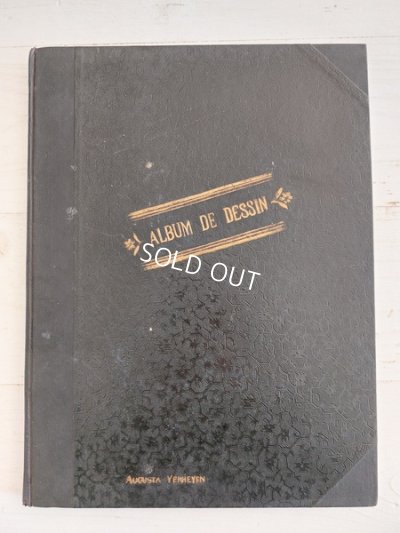 ALBUM DE DESSIN
SOLD OUT
AUGUSTA VERHEYEN